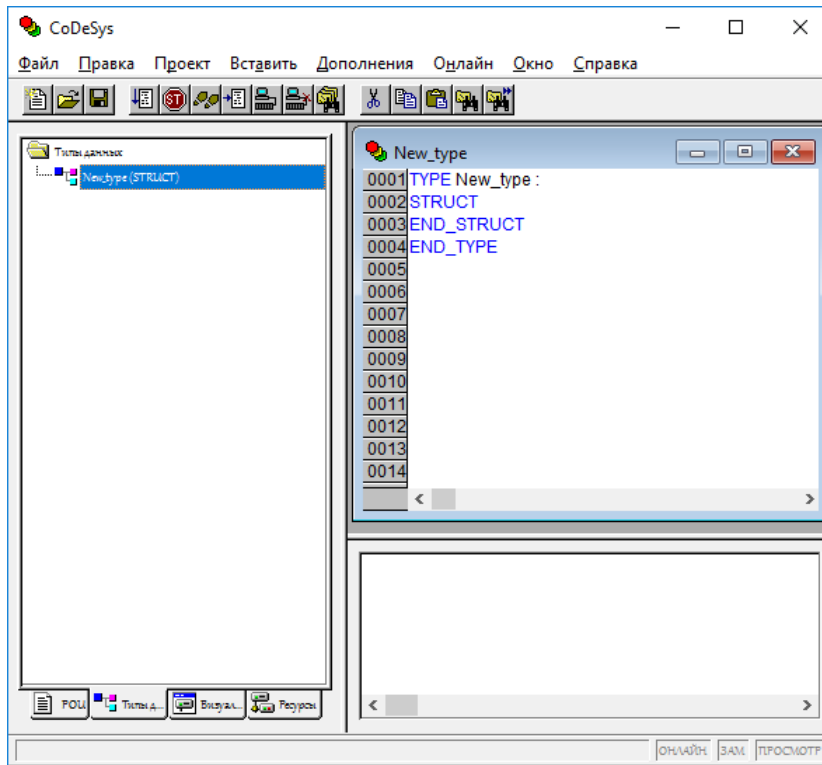 CoDeSys
Файл Правка Проект Вставить Дополнения Онлайн Окно Справка
Типы данных
New_type (STRUCT)
New_type
0001 TYPE New_type :
0002 STRUCT
0003 END_STRUCT
0004 END_TYPE
0005
0006
0007
0008
0009
0010
0011
0012
0013
0014
POU Типы д... Визуал... Ресурсы
ОНЛАЙН ЗАМ ПРОСМОТР